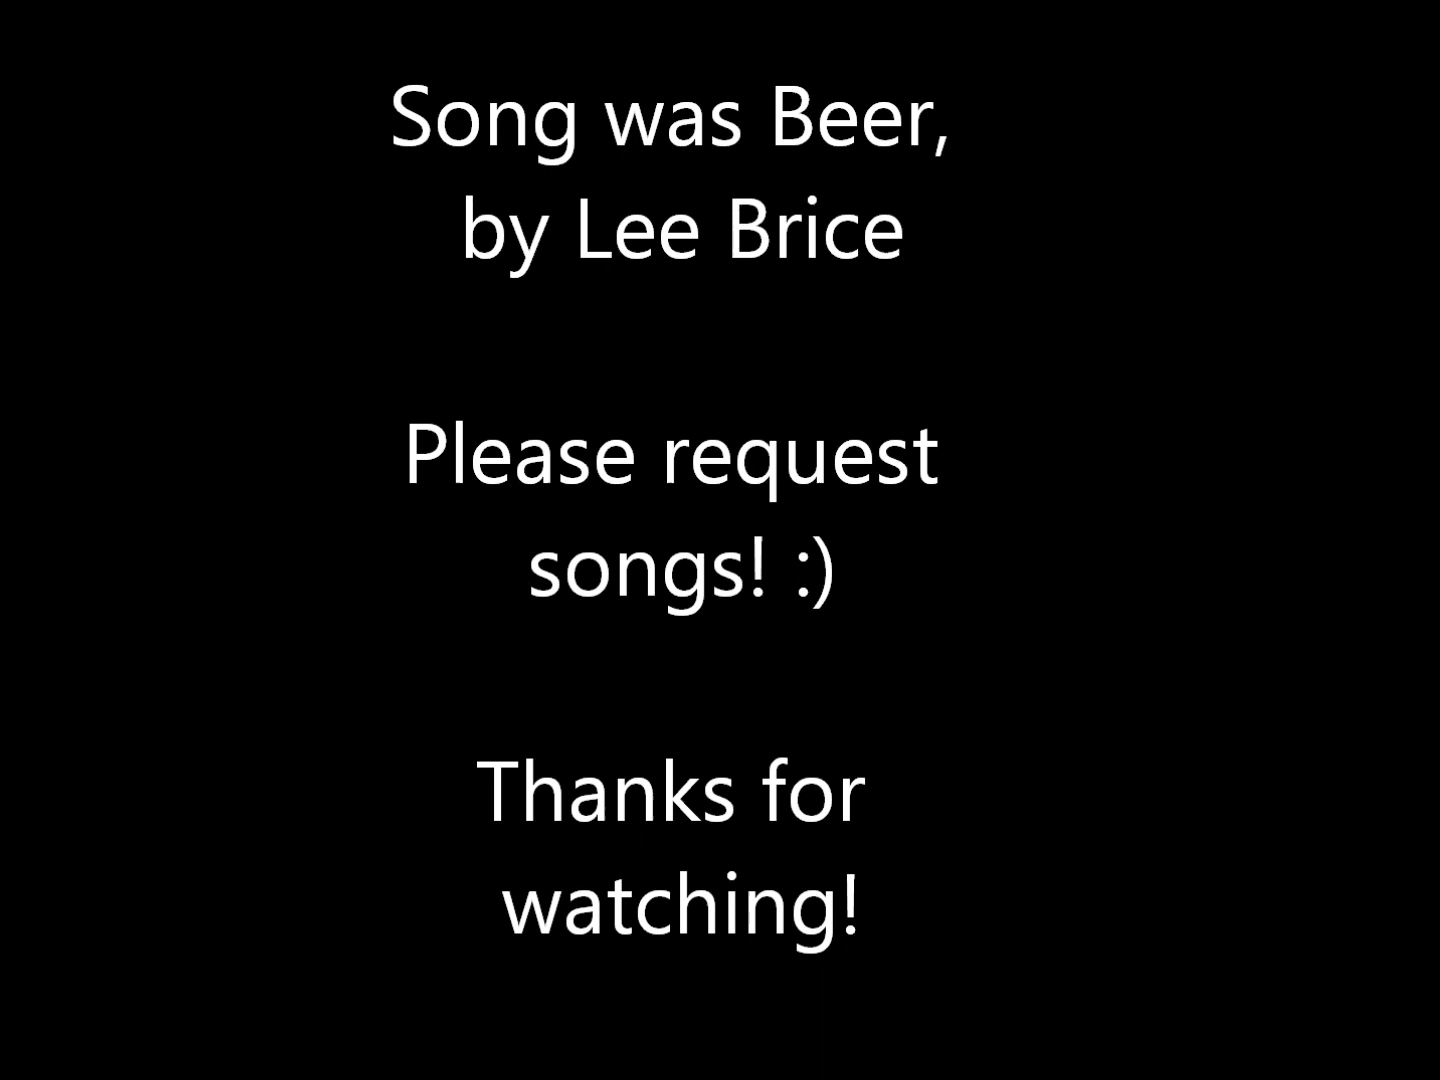 Song was Beer,
by Lee Brice
Please request
songs! :)
Thanks for
watching!